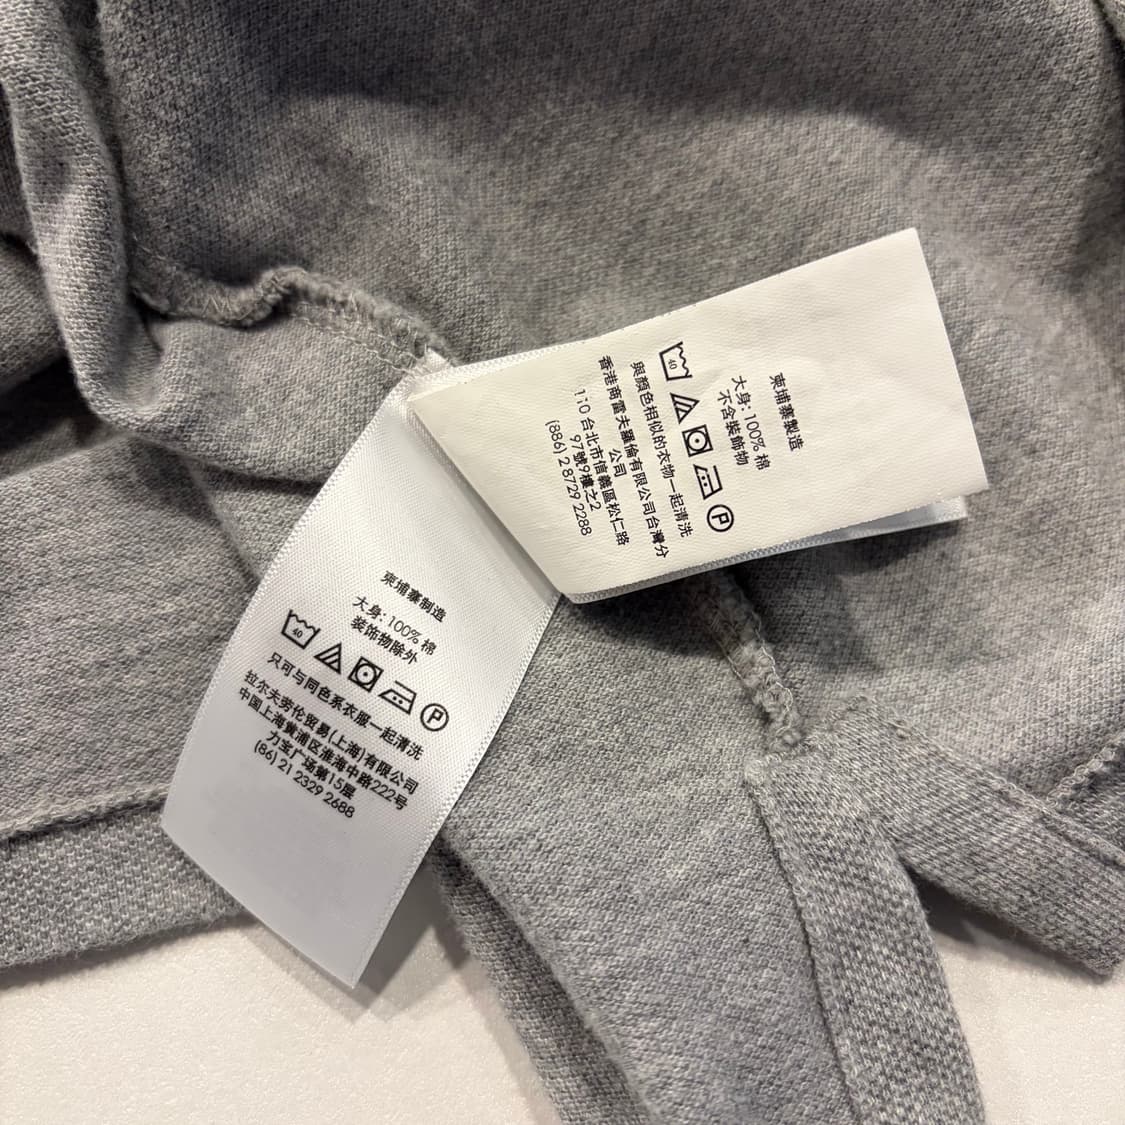 柬埔寨製造
大身: 100% 棉
不含裝飾物
40
P
與顏色相似的衣物一起清洗
香港商雷夫羅倫有限公司台灣分
公司
110 台北市信義區松仁路
97號9樓之2
(886) 2 8729 2288
柬埔寨制造
大身: 100% 棉
装饰物除外
40
P
只可与同色系衣服一起清洗
拉尔夫劳伦贸易(上海)有限公司
中国上海黄浦区淮海中路222号
力宝广场第15层
(86) 21 2329 2688